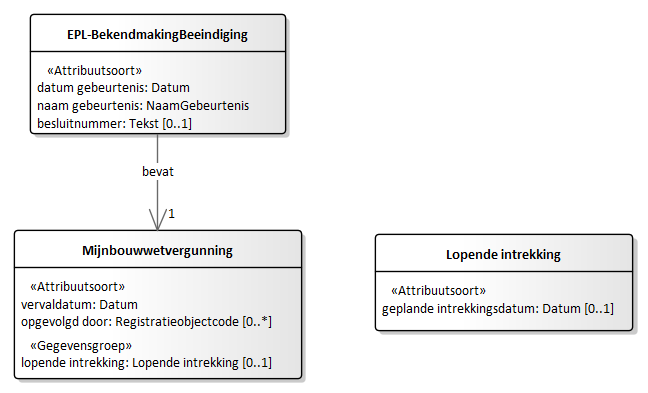 EPL-BekendmakingBeeindiging
«Attribuutsoort»
datum gebeurtenis: Datum
naam gebeurtenis: NaamGebeurtenis
besluitnummer: Tekst [0..1]
bevat
1
Mijnbouwwetvergunning
«Attribuutsoort»
vervaldatum: Datum
opgevolgd door: Registratieobjectcode [0..*]
«Gegevensgroep»
lopende intrekking: Lopende intrekking [0..1]
Lopende intrekking
«Attribuutsoort»
geplande intrekkingsdatum: Datum [0..1]